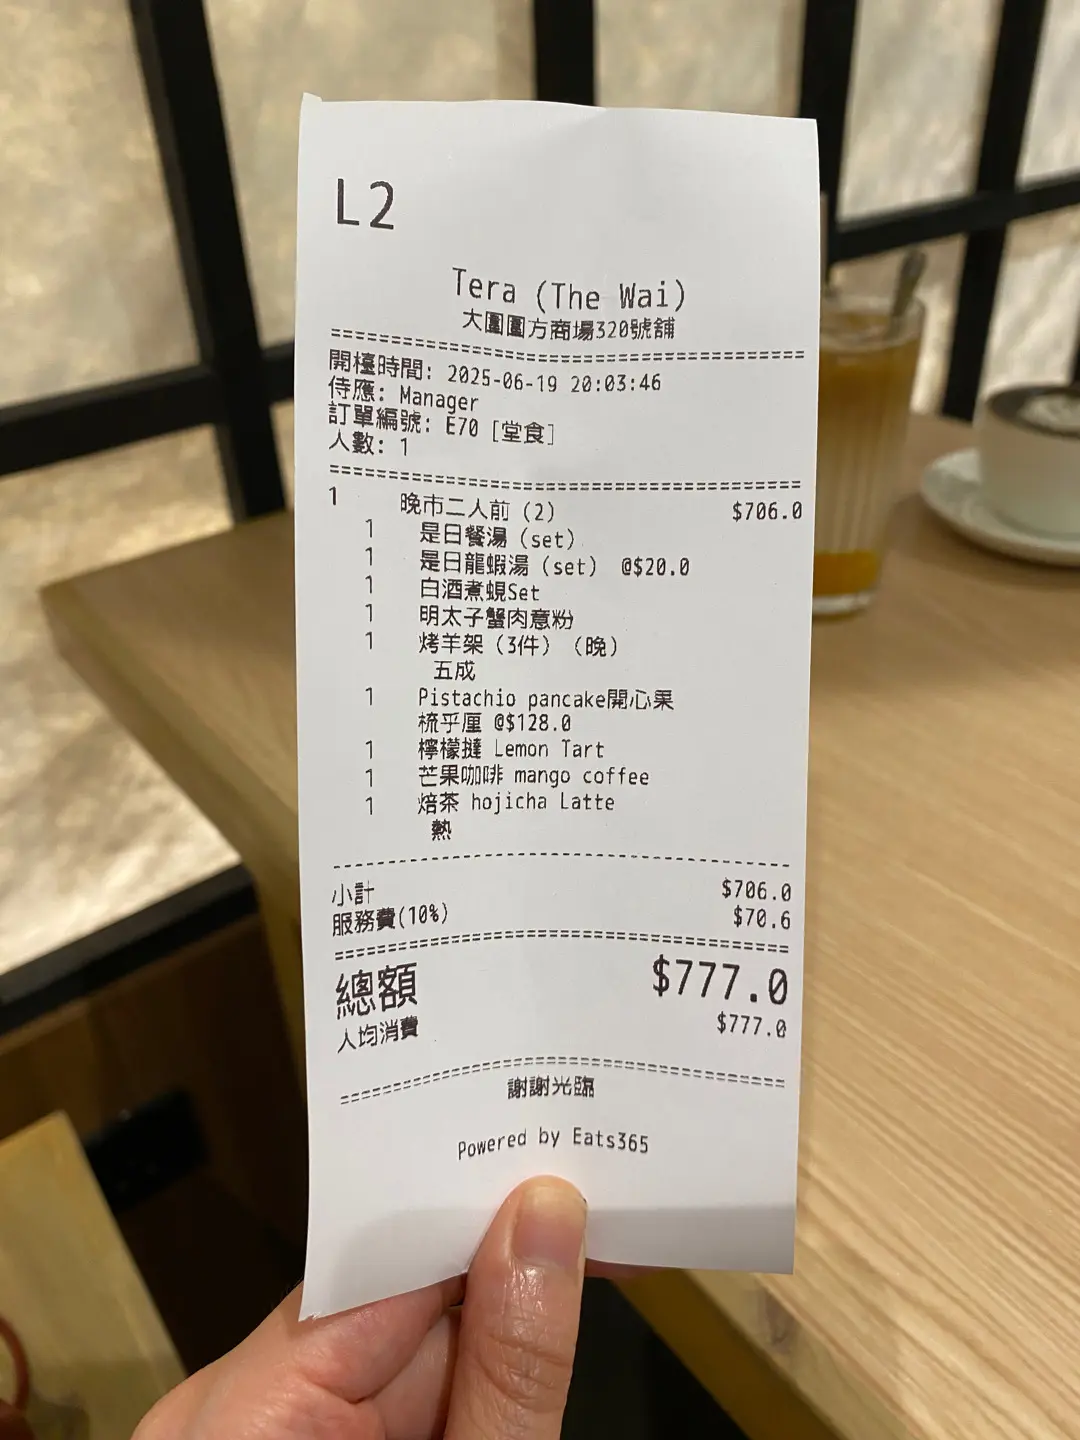 L2
Tera (The Wai)
大圍圍方商場320號舖
開檯時間: 2025-06-19 20:03:46
侍應: Manager
訂單編號: E70 [堂食]
人數: 1
1 晚市二人前 (2) $706.0
1 是日餐湯 (set)
1 是日龍蝦湯 (set) @$20.0
1 白酒煮蜆Set
1 明太子蟹肉意粉
1 烤羊架 (3件) (晚)
五成
1 Pistachio pancake開心果
梳乎厘 @$128.0
1 檸檬撻 Lemon Tart
1 芒果咖啡 mango coffee
1 焙茶 hojicha Latte
熱
小計 $706.0
服務費(10%) $70.6
總額 $777.0
人均消費 $777.0
謝謝光臨
Powered by Eats365